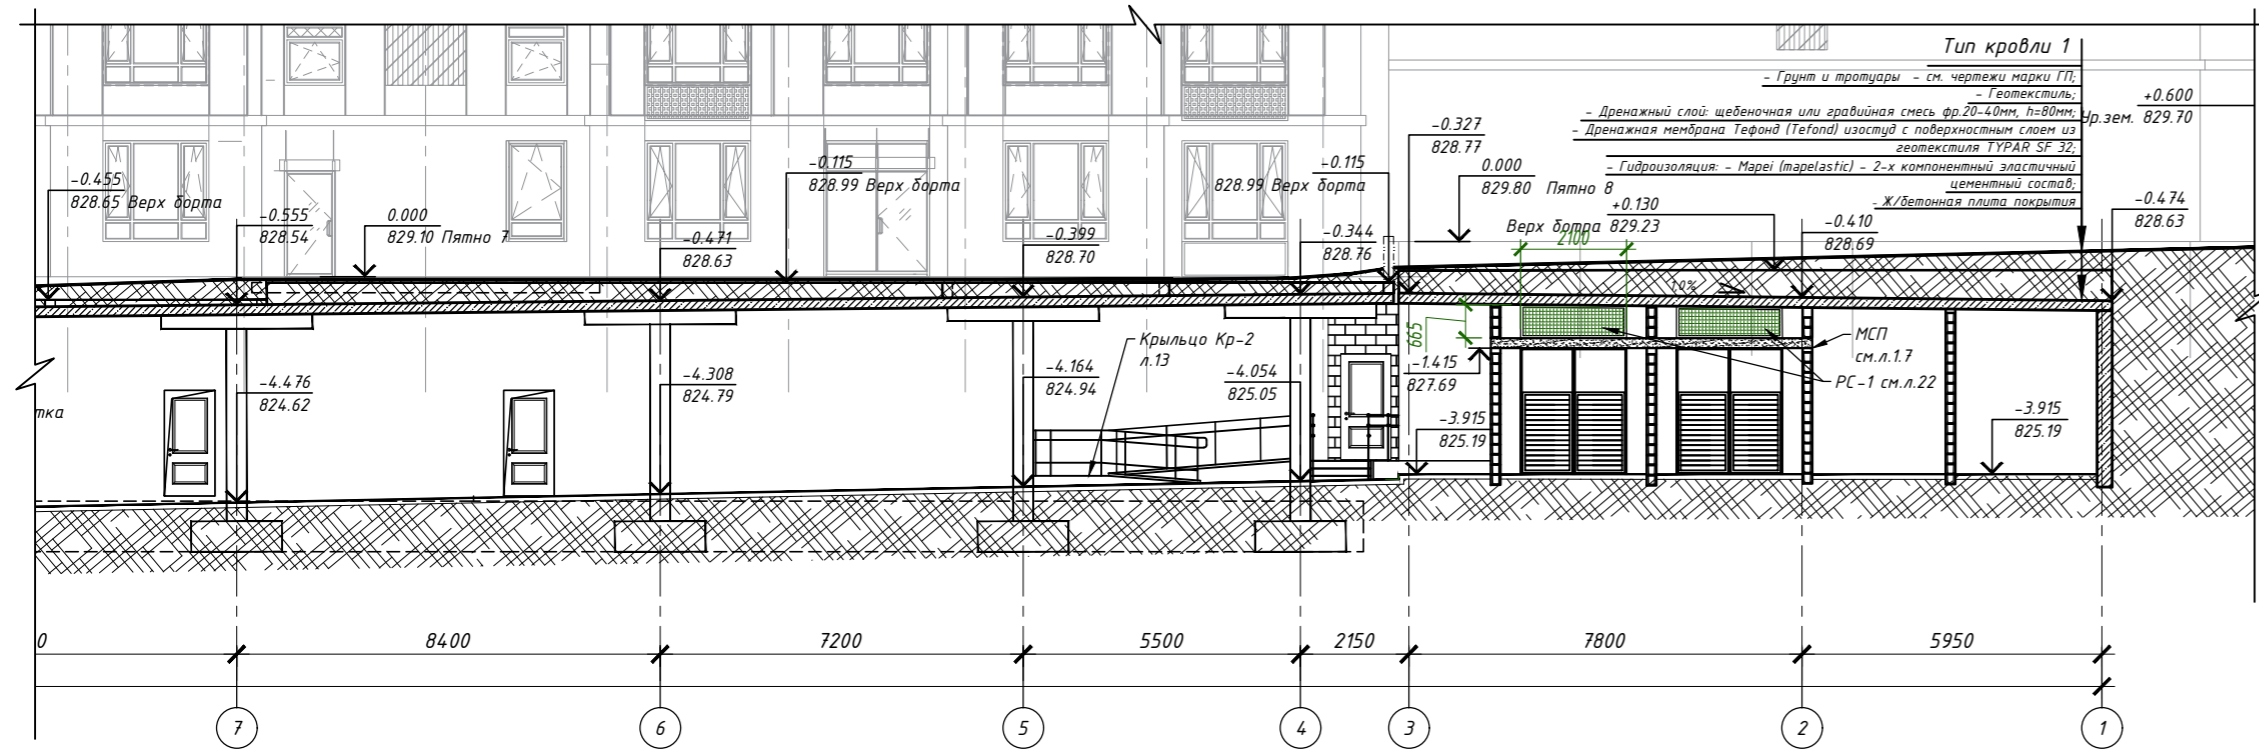 Тип кровли 1
- Грунт и тротуары - см. чертежи марки ГП;
- Геотекстиль;
- Дренажный слой: щебеночная или гравийная смесь фр.20-40мм, h=80мм;
- Дренажная мембрана Тефонд (Tefond) изостуд с поверхностным слоем из
геотекстиля TYPAR SF 32;
- Гидроизоляция: - Mapei (mapelastic) - 2-х компонентный эластичный
цементный состав;
- Ж/бетонная плита покрытия
+0.600
Ур.зем. 829.70
-0.455
828.65 Верх борта
-0.555
828.54
0.000
829.10 Пятно 7
-0.471
828.63
-0.115
828.99 Верх борта
-0.399
828.70
-0.115
828.99 Верх борта
-0.344
828.76
-0.327
828.77
0.000
829.80 Пятно 8
+0.130
Верх ботра 829.23
2100
-0.410
828.69
-0.474
828.63
10%
665
-1.415
827.69
МСП
см.л.1.7
РС-1 см.л.22
Крыльцо Кр-2
л.13
тка
-4.476
824.62
-4.308
824.79
-4.164
824.94
-4.054
825.05
-3.915
825.19
-3.915
825.19
0
8400
7200
5500
2150
7800
5950
7
6
5
4
3
2
1